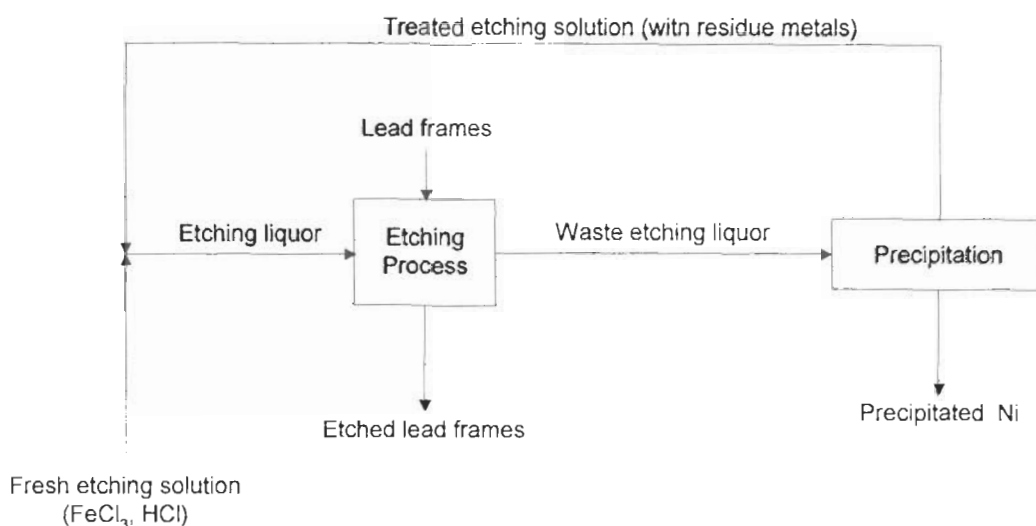 Treated etching solution (witn residue metals)
Lead frames
Etching liquor
Etching
Process
Waste etching liquor
Precipitation
Etched lead frames
Precipitated Ni
Fresh etching solution
(FeCl₃, HCl)